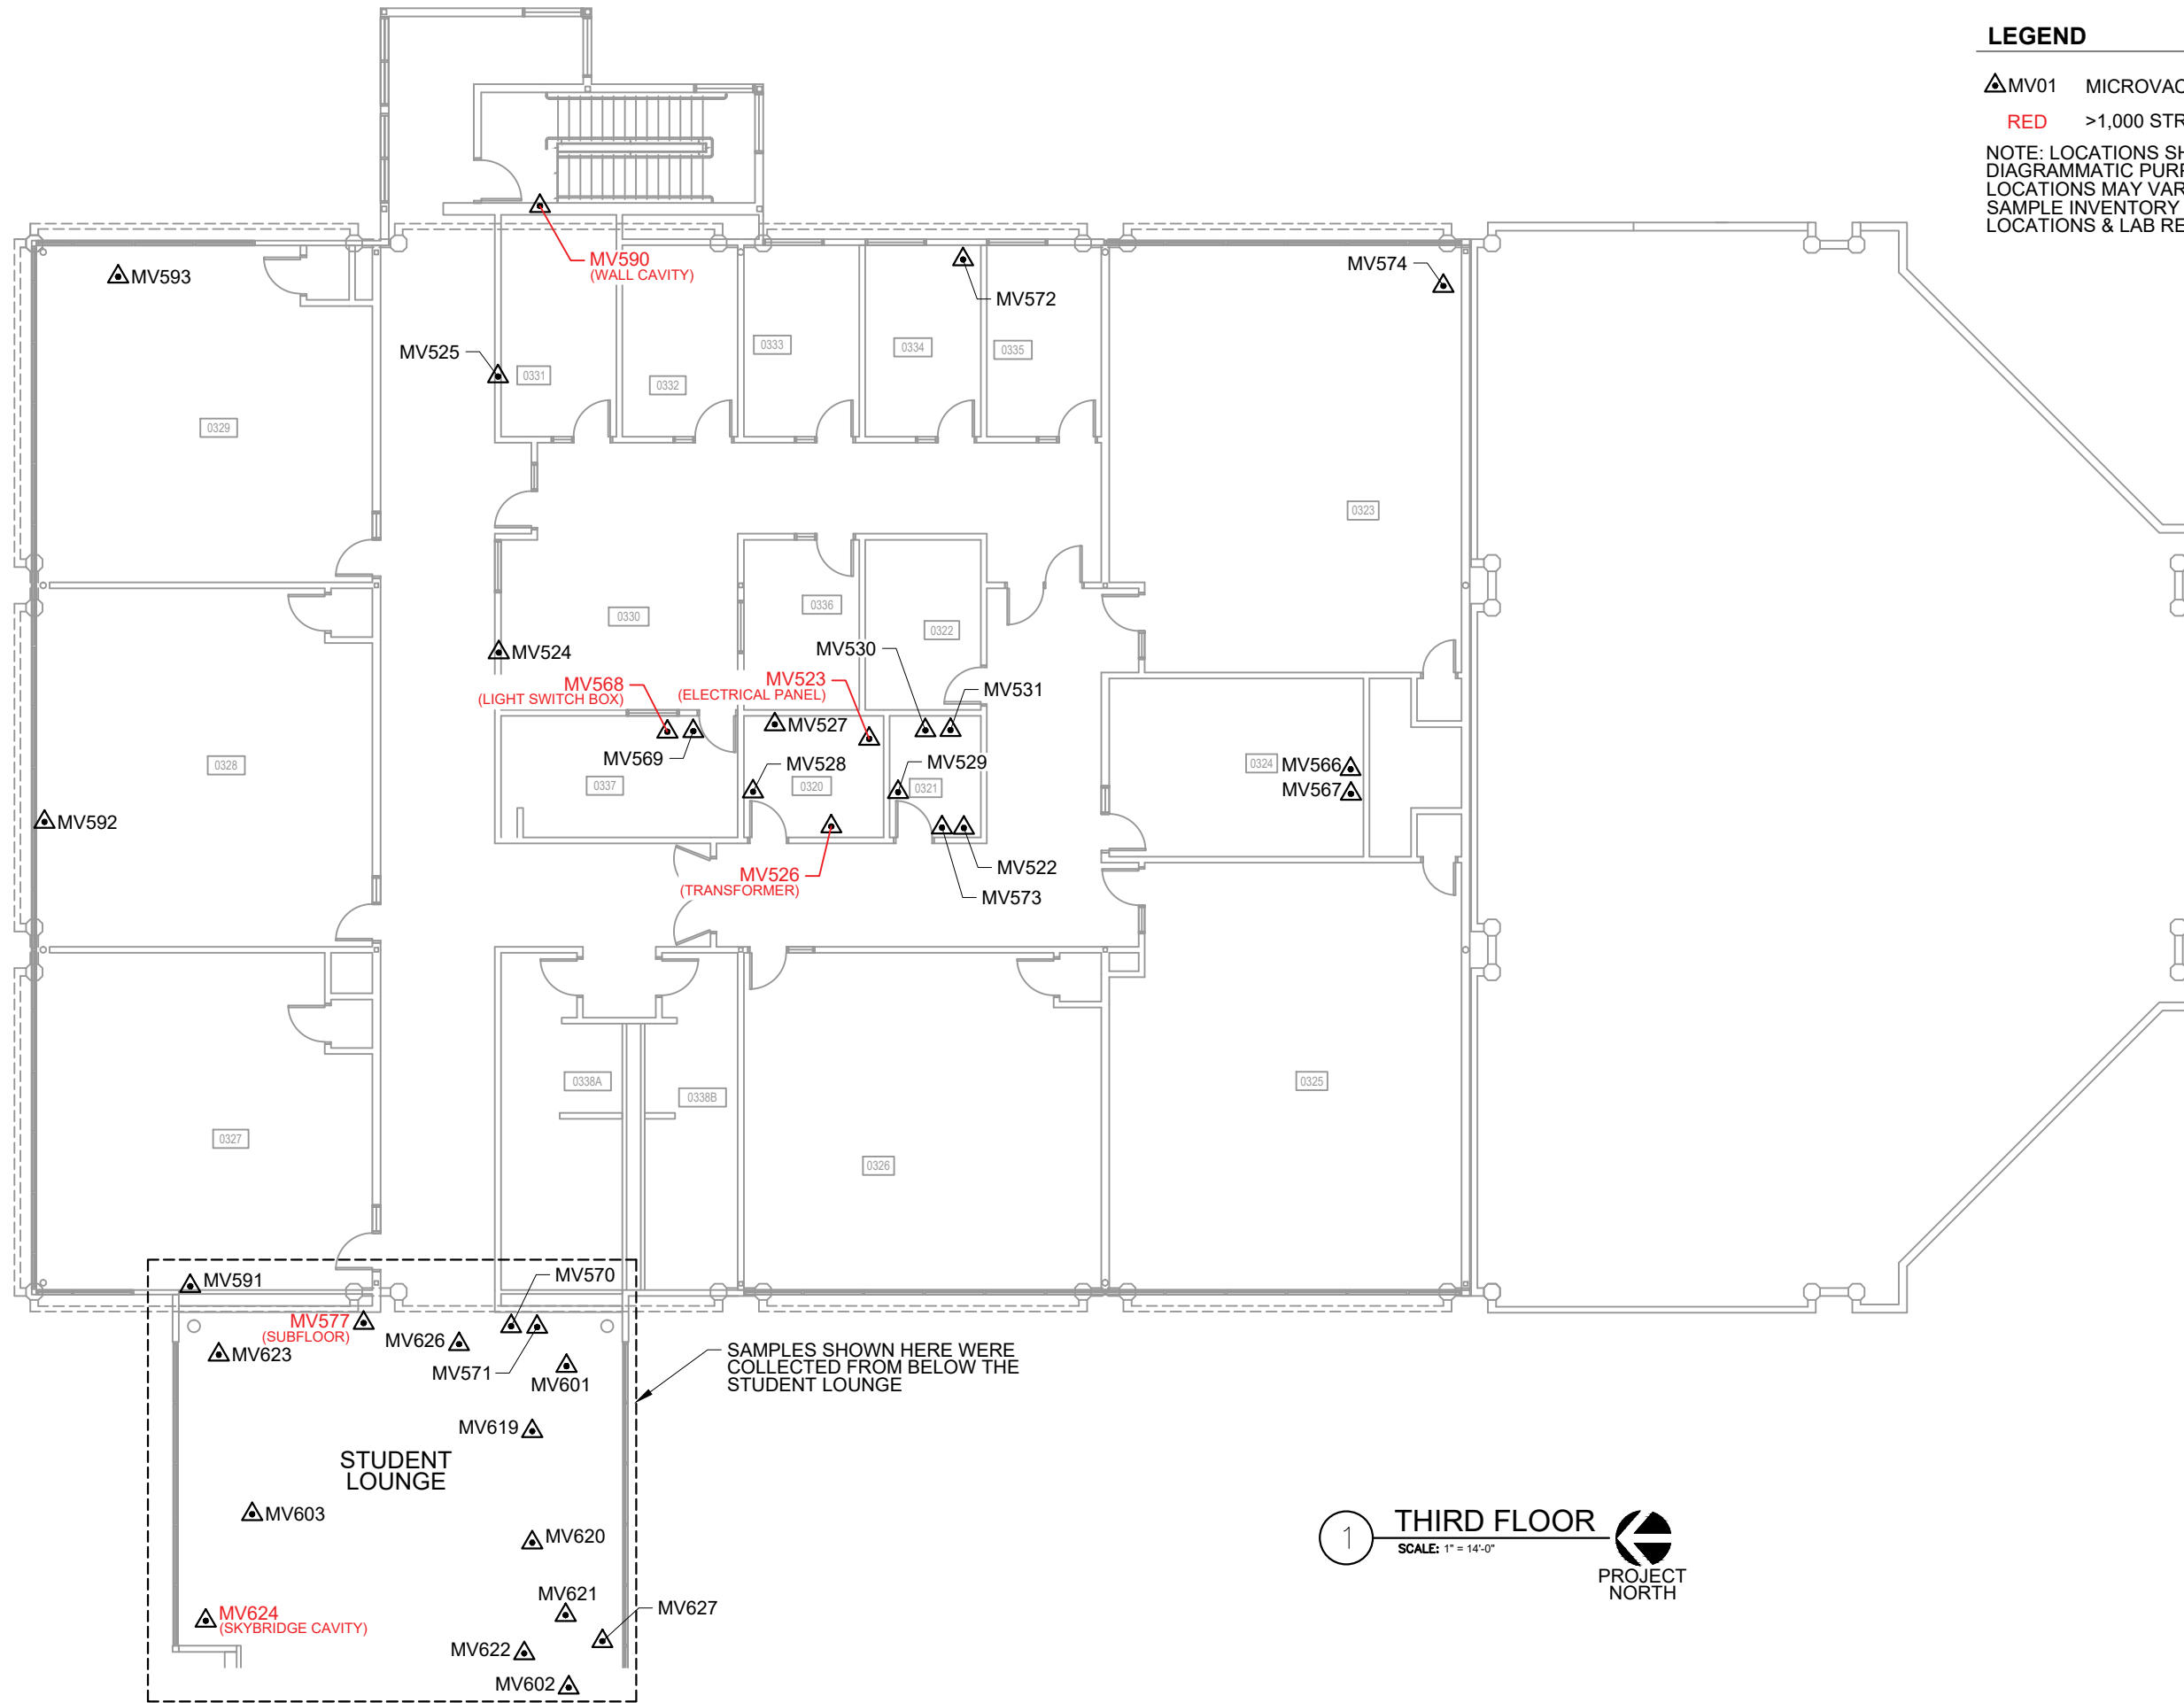 LEGEND
MV01 MICROVAC
RED >1,000 STR
NOTE: LOCATIONS SH
DIAGRAMMATIC PURP
LOCATIONS MAY VAR
SAMPLE INVENTORY
LOCATIONS & LAB RE
MV590
(WALL CAVITY)
MV593
MV572
MV574
MV525
0331
0332
0333
0334
0335
0329
0323
0330
0336
0322
MV524
MV530
MV568
(LIGHT SWITCH BOX)
MV523
(ELECTRICAL PANEL)
MV531
MV527
MV569
MV528
MV529
0328
0337
0320
0321
0324
MV566
MV567
MV592
MV526
(TRANSFORMER)
MV522
MV573
0338A
0338B
0325
0327
0326
MV591
MV570
MV577
(SUBFLOOR)
MV626
MV623
MV571
MV601
SAMPLES SHOWN HERE WERE
COLLECTED FROM BELOW THE
STUDENT LOUNGE
MV619
STUDENT
LOUNGE
MV603
MV620
MV621
MV624
(SKYBRIDGE CAVITY)
MV627
MV622
MV602
1
THIRD FLOOR
SCALE: 1" = 14'-0"
PROJECT
NORTH